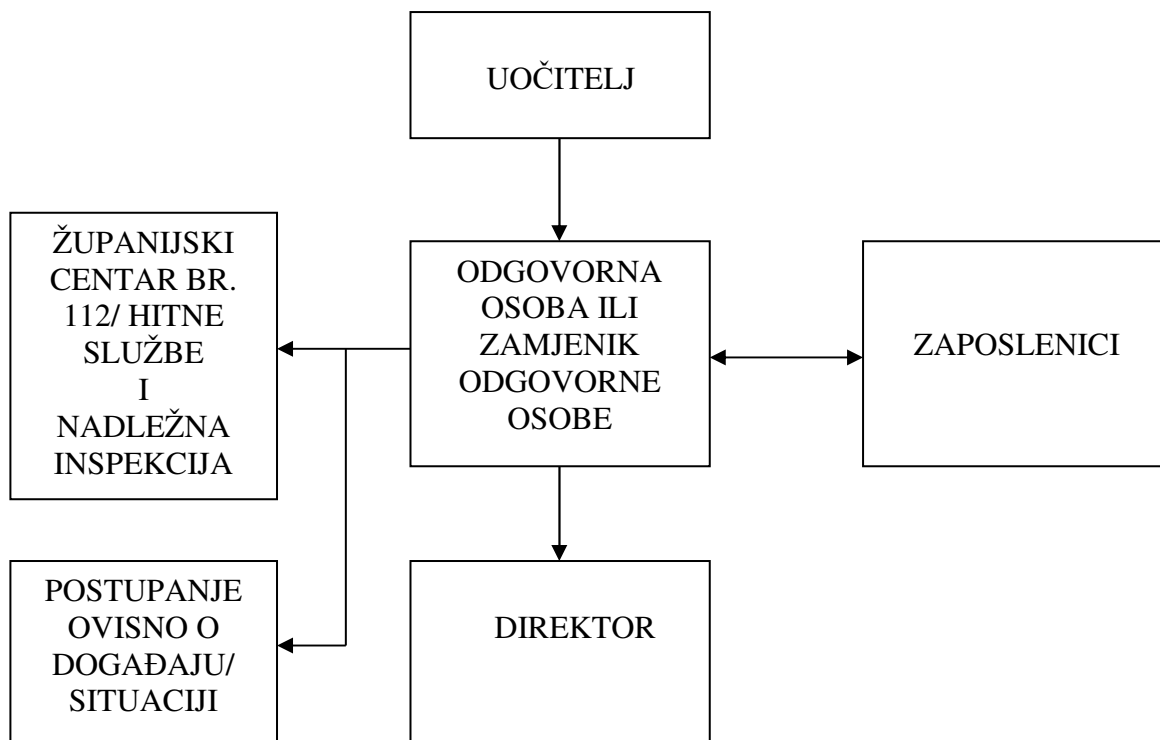 UOČITELJ
ŽUPANIJSKI
CENTAR BR.
112/ HITNE
SLUŽBE
I
NADLEŽNA
INSPEKCIJA
ODGOVORNA
OSOBA ILI
ZAMJENIK
ODGOVORNE
OSOBE
ZAPOSLENICI
POSTUPANJE
OVISNO O
DOGAĐAJU/
SITUACIJI
DIREKTOR